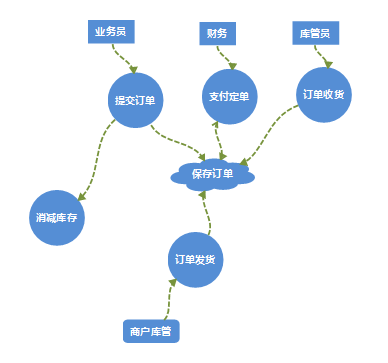 业务员
财务
库管员
提交订单
支付定单
订单收货
保存订单
消减库存
订单发货
商户库管